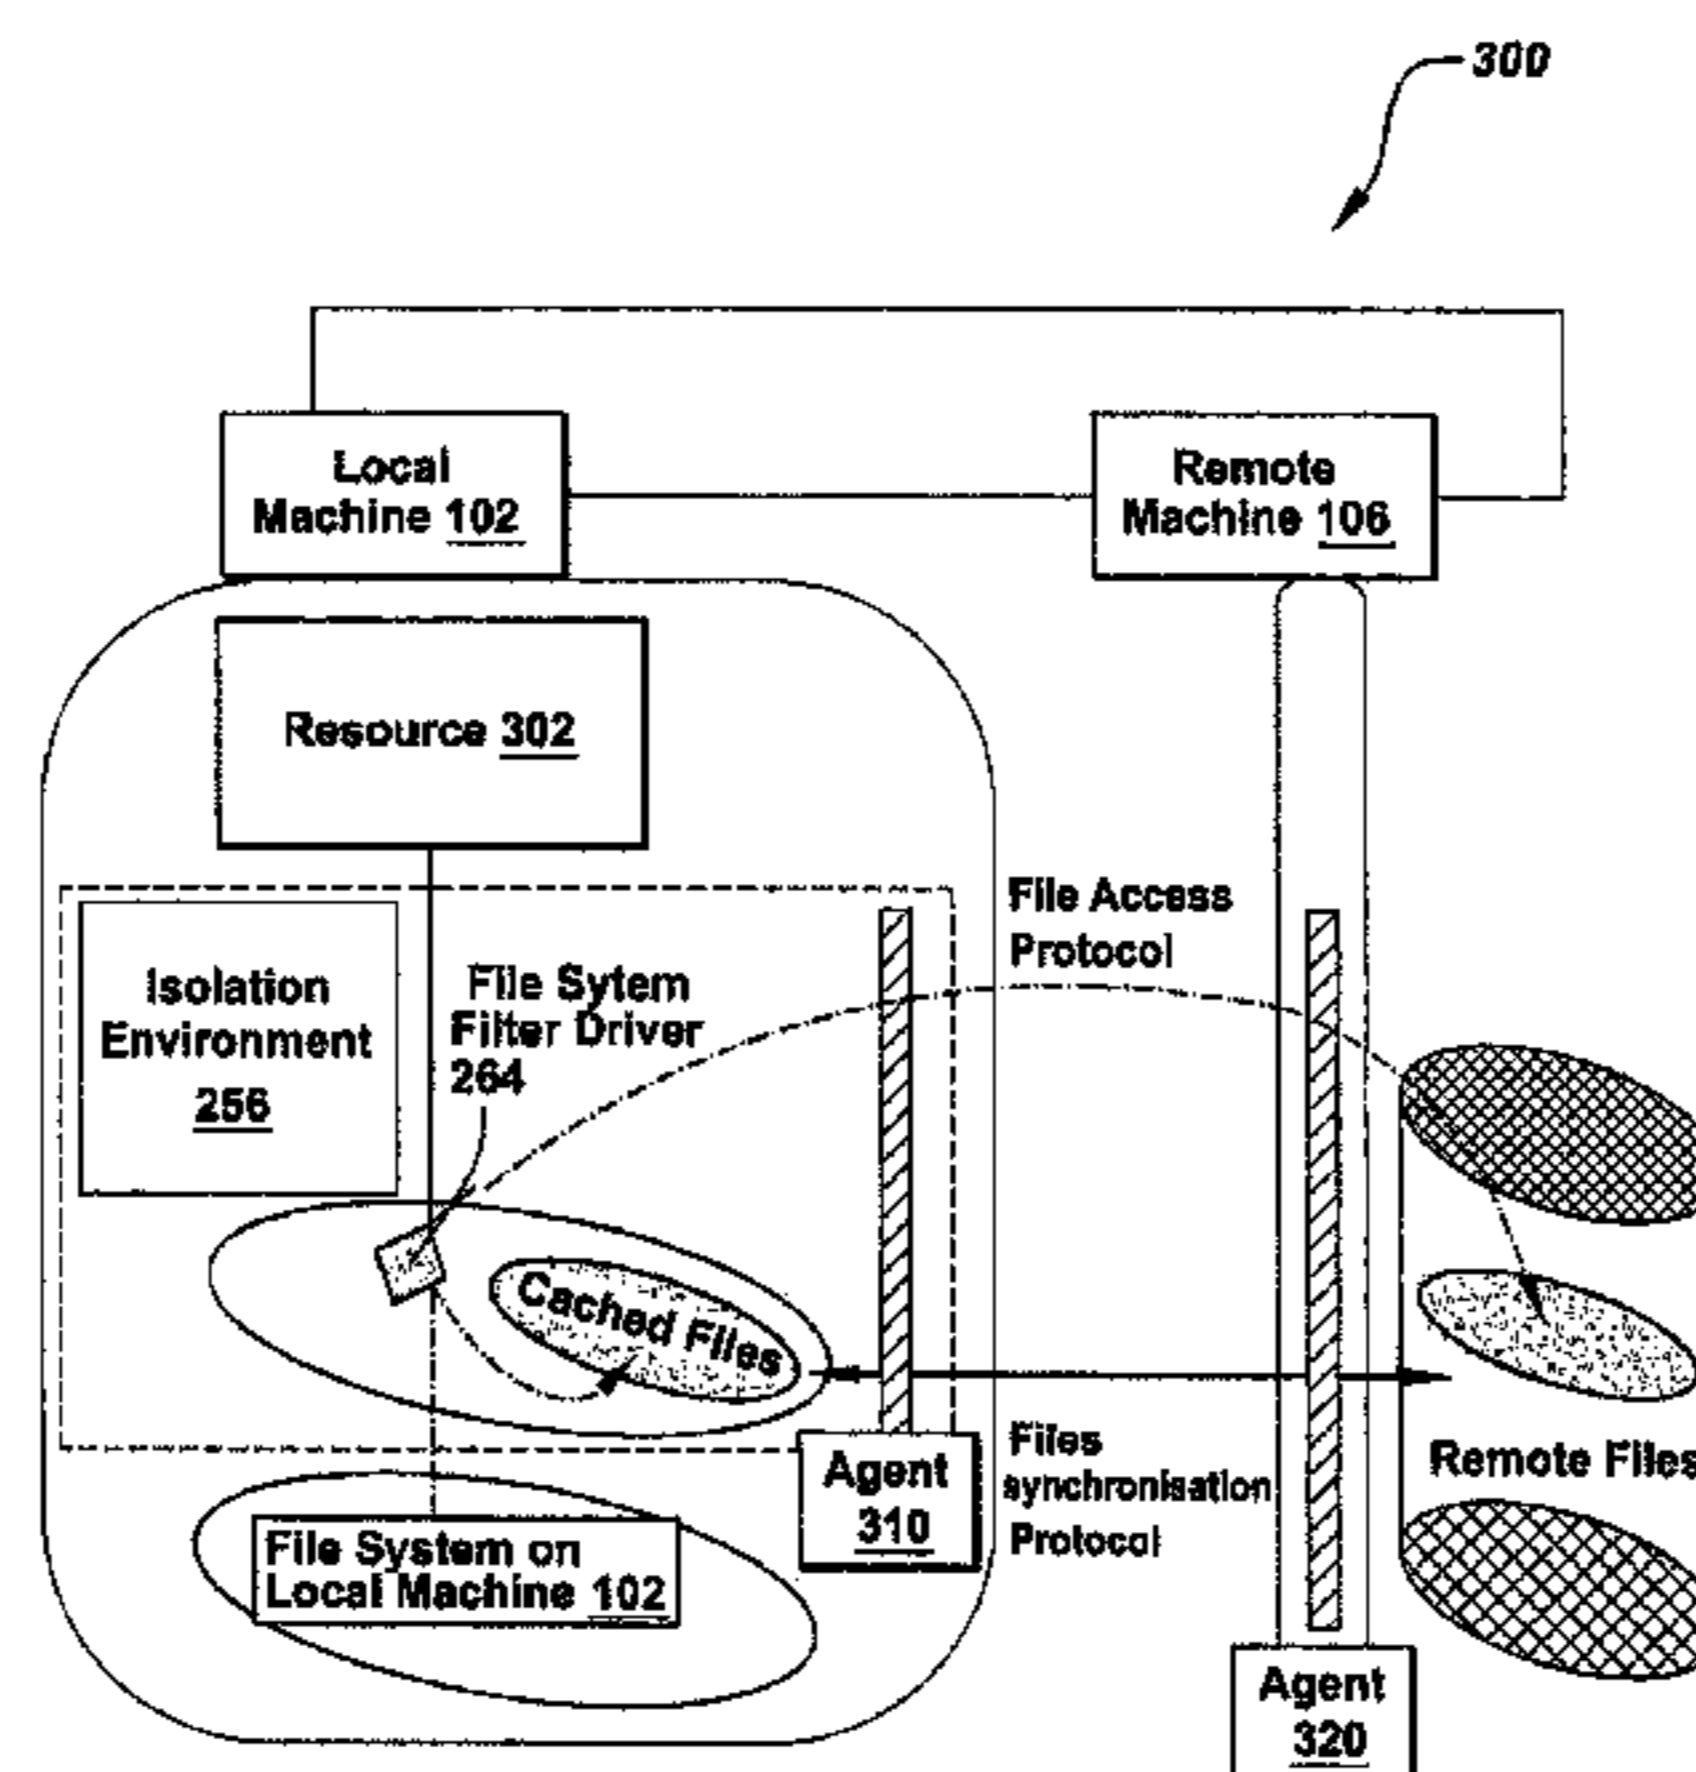 300
Local
Machine 102
Remote
Machine 106
Resource 302
File Access
Protocol
Isolation
Environment
256
File Sytem
Filter Driver
264
Cached Files
Files
synchronisation
Protocol
Remote Files
Agent
310
File System on
Local Machine 102
Agent
320